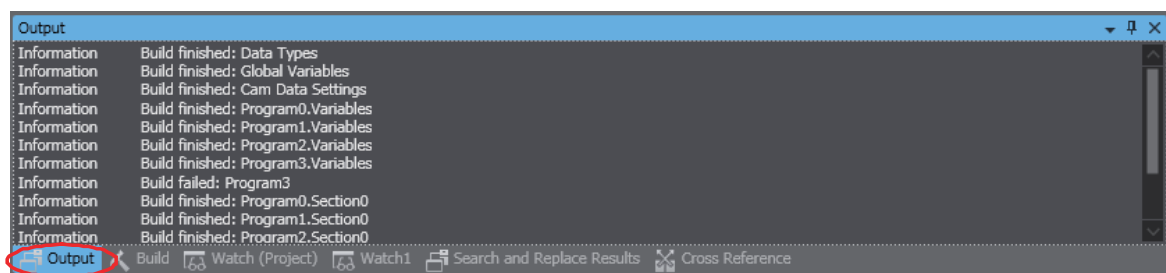 Output
Information Build finished: Data Types
Information Build finished: Global Variables
Information Build finished: Cam Data Settings
Information Build finished: Program0.Variables
Information Build finished: Program1.Variables
Information Build finished: Program2.Variables
Information Build finished: Program3.Variables
Information Build failed: Program3
Information Build finished: Program0.Section0
Information Build finished: Program1.Section0
Information Build finished: Program2.Section0
Output Build Watch (Project) Watch1 Search and Replace Results Cross Reference